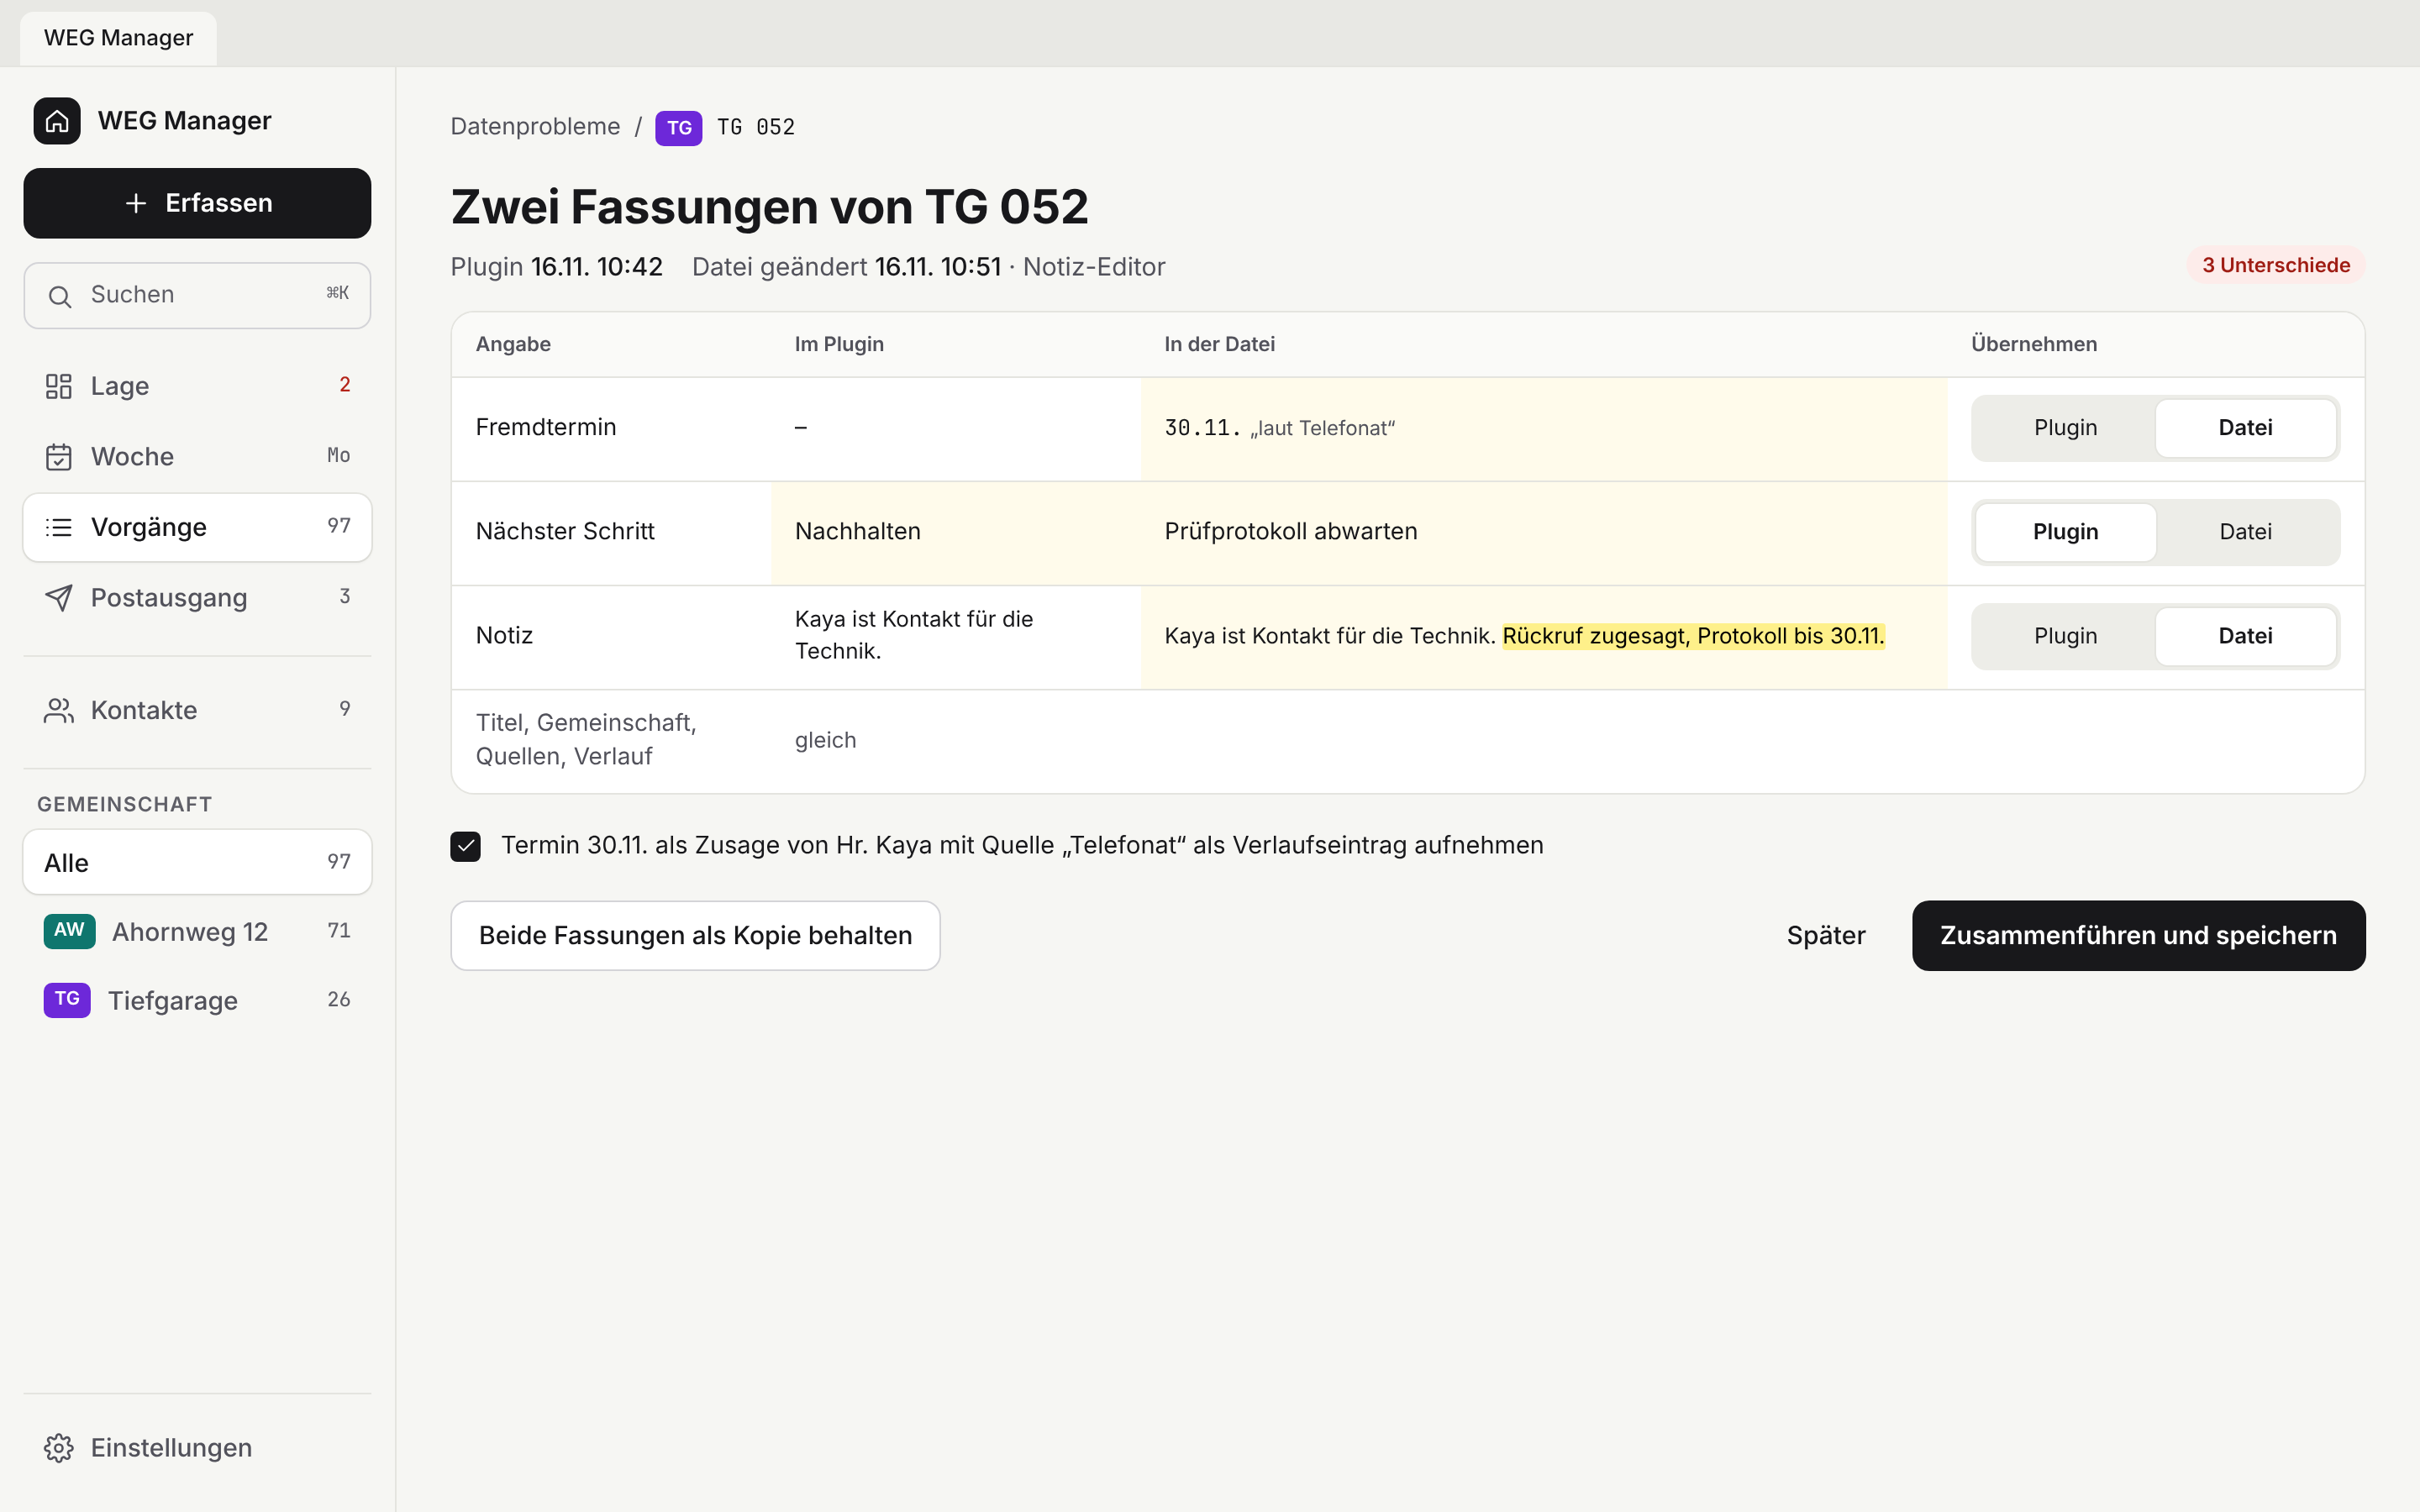 WEG Manager
WEG Manager
Erfassen
Suchen ⌘K
Lage 2
Woche Mo
Vorgänge 97
Postausgang 3
Kontakte 9
GEMEINSCHAFT
Alle 97
AW Ahornweg 12 71
TG Tiefgarage 26
Einstellungen
Datenprobleme / TG TG 052
Zwei Fassungen von TG 052
Plugin 16.11. 10:42 Datei geändert 16.11. 10:51 · Notiz-Editor
3 Unterschiede
Angabe Im Plugin In der Datei Übernehmen
Fremdtermin – 30.11. „laut Telefonat“ Plugin Datei
Nächster Schritt Nachhalten Prüfprotokoll abwarten Plugin Datei
Notiz
Kaya ist Kontakt für die
Technik.
Kaya ist Kontakt für die Technik. Rückruf zugesagt, Protokoll bis 30.11.
Plugin Datei
Titel, Gemeinschaft,
Quellen, Verlauf
gleich
Termin 30.11. als Zusage von Hr. Kaya mit Quelle „Telefonat“ als Verlaufseintrag aufnehmen
Beide Fassungen als Kopie behalten
Später
Zusammenführen und speichern